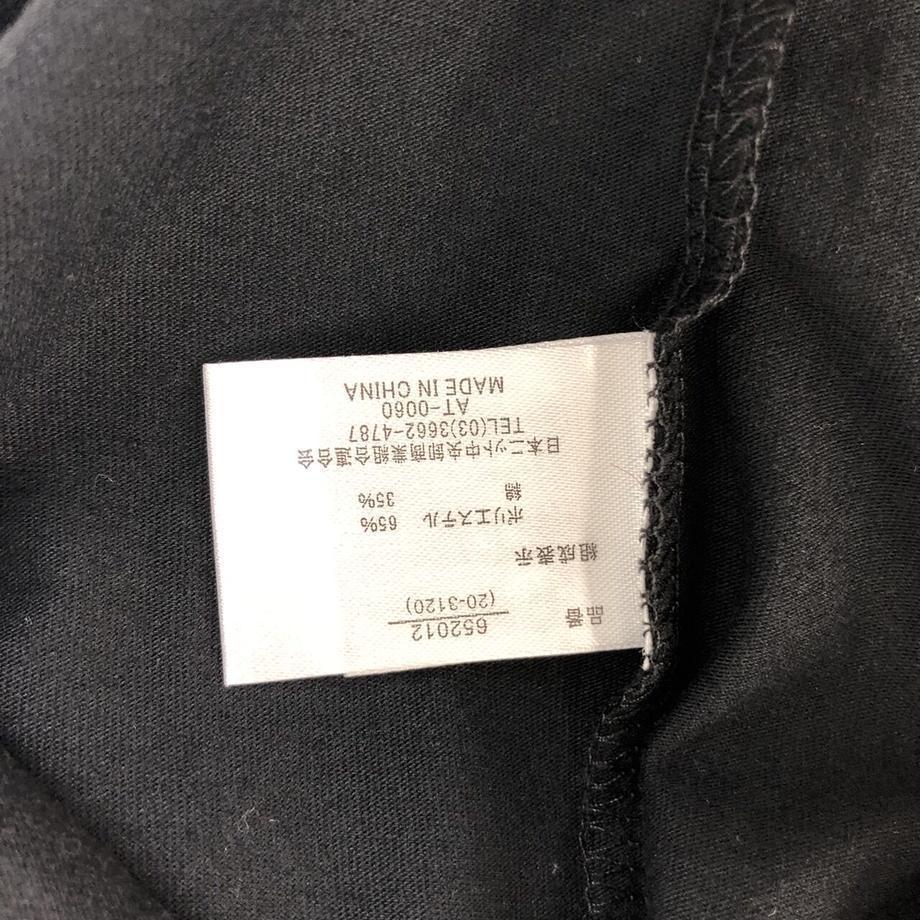 品番 652012
(20-3120)
組成表示
ポリエステル 65%
綿 35%
日本ニット中央卸商業組合連合会
TEL(03)3662-4787
AT-0060
MADE IN CHINA